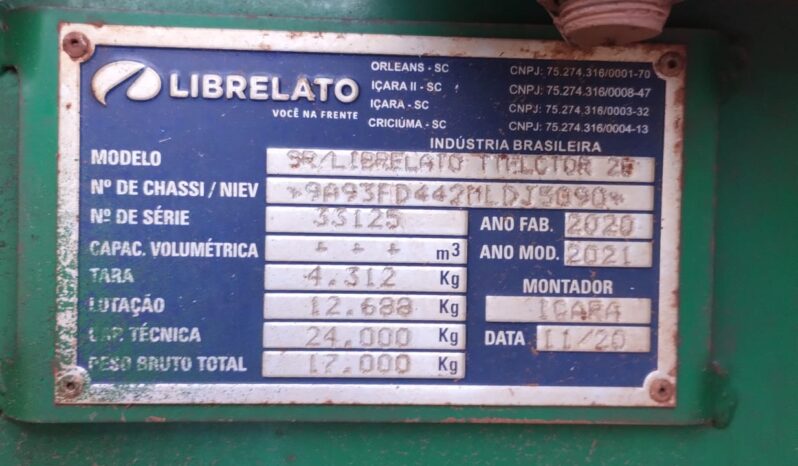 LIBRELATO
VOCÊ NA FRENTE
ORLEANS - SC CNPJ: 75.274.316/0001-70
IÇARA II - SC CNPJ: 75.274.316/0008-47
IÇARA - SC CNPJ: 75.274.316/0003-32
CRICIÚMA - SC CNPJ: 75.274.316/0004-13
INDÚSTRIA BRASILEIRA
MODELO SR/LIBRELATO
Nº DE CHASSI / NIEV
Nº DE SÉRIE 33125
ANO FAB. 2020
CAPAC. VOLUMÉTRICA - - - m3
ANO MOD. 2021
TARA 4.312 Kg
MONTADOR
LOTAÇÃO 12.688 Kg
ICARA
CAP. TÉCNICA 24.000 Kg
DATA 11/20
PESO BRUTO TOTAL 17.000 Kg